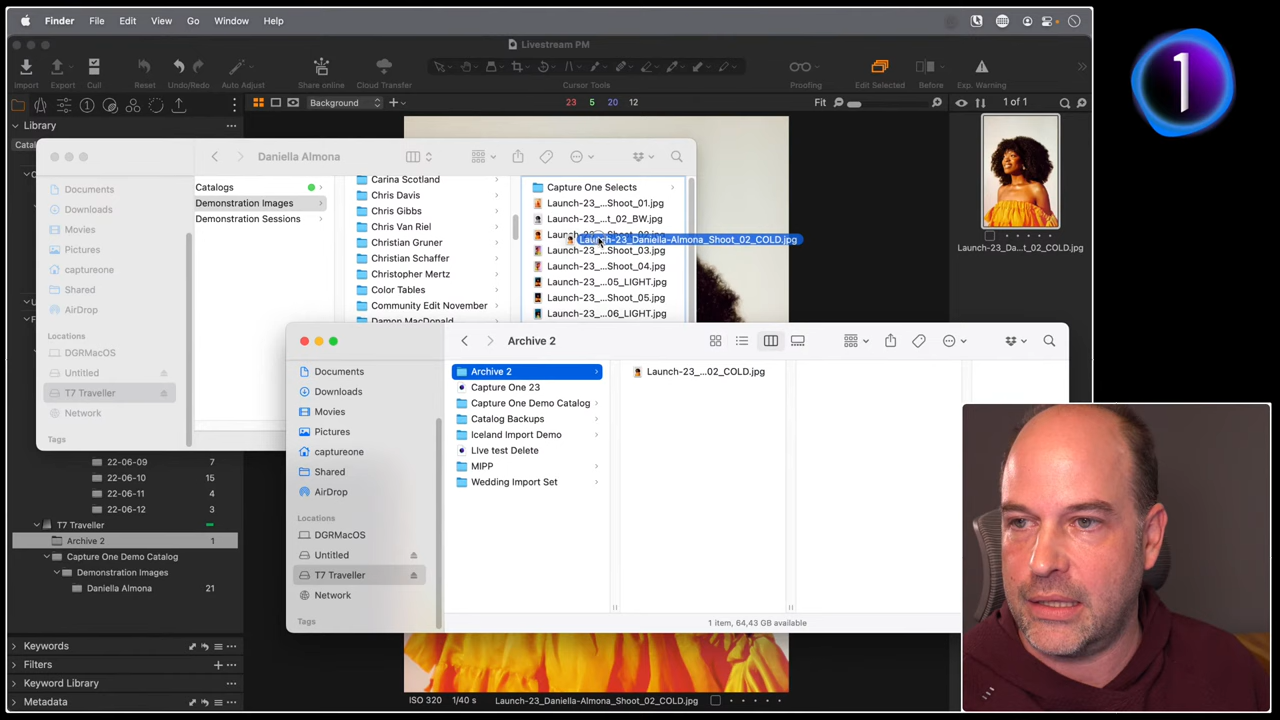 Finder File Edit View Go Window Help
Livestream PM
Import Export Cull Reset Undo/Redo Auto Adjust Share online Cloud Transfer Cursor Tools Proofing Edit Selected Before Exp. Warning
Background 23 5 20 12 Fit 1 of 1
Library
Daniella Almona
Documents
Downloads
Movies
Pictures
captureone
Shared
AirDrop
Locations
DGRMacOS
Untitled
T7 Traveller
Network
Tags
Catalogs
Demonstration Images
Demonstration Sessions
Carina Scotland
Chris Davis
Chris Gibbs
Chris Van Riel
Christian Gruner
Christian Schaffer
Christopher Mertz
Color Tables
Community Edit November
Damon MacDonald
Capture One Selects
Launch-23_...Shoot_01.jpg
Launch-23_...t_02_BW.jpg
Launch-23_Daniella-Almona_Shoot_02_COLD.jpg
Launch-23_...Shoot_03.jpg
Launch-23_...Shoot_04.jpg
Launch-23_...05_LIGHT.jpg
Launch-23_...Shoot_05.jpg
Launch-23_...06_LIGHT.jpg
Launch-23_Da...t_02_COLD.jpg
Archive 2
Documents
Downloads
Movies
Pictures
captureone
Shared
AirDrop
Locations
DGRMacOS
Untitled
T7 Traveller
Network
Tags
Archive 2
Capture One 23
Capture One Demo Catalog
Catalog Backups
Iceland Import Demo
LIve test Delete
MIPP
Wedding Import Set
Launch-23_...02_COLD.jpg
1 item, 64,43 GB available
22-06-09 7
22-06-10 15
22-06-11 4
22-06-12 3
T7 Traveller
Archive 2 1
Capture One Demo Catalog
Demonstration Images
Daniella Almona 21
Keywords
Filters
Keyword Library
Metadata
ISO 320 1/40 s Launch-23_Daniella-Almona_Shoot_02_COLD.jpg
1